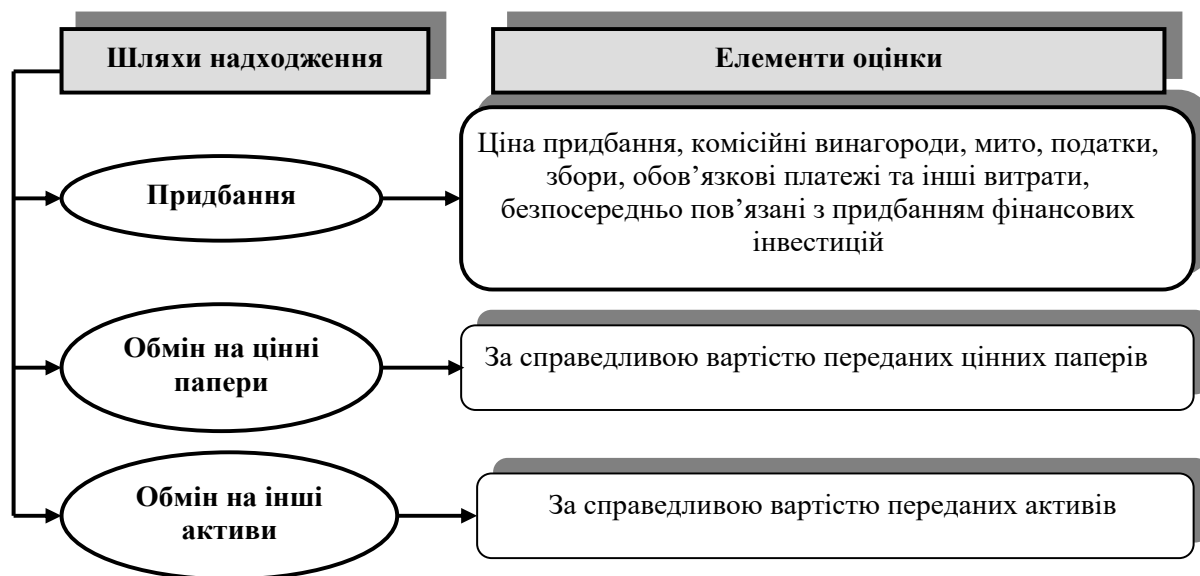 Шляхи надходження
Елементи оцінки
Придбання
Ціна придбання, комісійні винагороди, мито, податки,
збори, обов’язкові платежі та інші витрати,
безпосередньо пов’язані з придбанням фінансових
інвестицій
Обмін на цінні
папери
За справедливою вартістю переданих цінних паперів
Обмін на інші
активи
За справедливою вартістю переданих активів